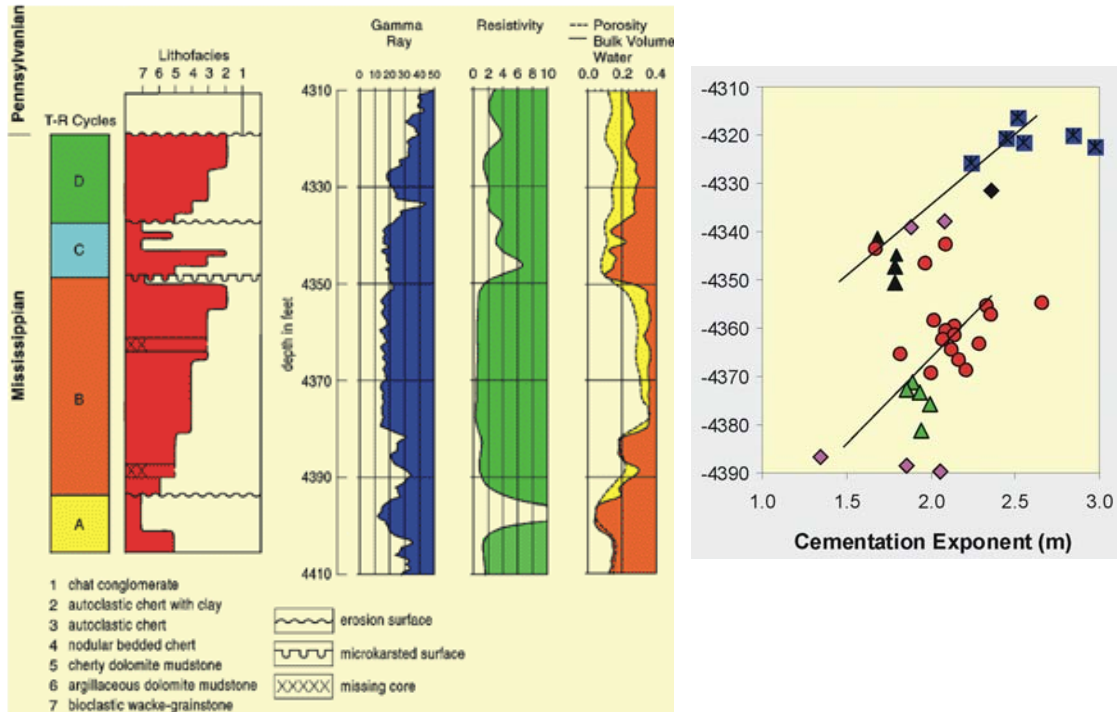 Pennsylvanian
Mississippian
Lithofacies
7 6 5 4 3 2 1
T-R Cycles
D
C
B
A
XX
XX
Gamma
Ray
0 10 20 30 40 50
Resistivity
0 2 4 6 8 10
Porosity
Bulk Volume
Water
0.0 0.2 0.4
depth in feet
4310
4330
4350
4370
4390
4410
1 chat conglomerate
2 autoclastic chert with clay
3 autoclastic chert
4 nodular bedded chert
5 cherty dolomite mudstone
6 argillaceous dolomite mudstone
7 bioclastic wacke-grainstone
erosion surface
microkarsted surface
XXXXX missing core
-4310
-4320
-4330
-4340
-4350
-4360
-4370
-4380
-4390
1.0 1.5 2.0 2.5 3.0
Cementation Exponent (m)